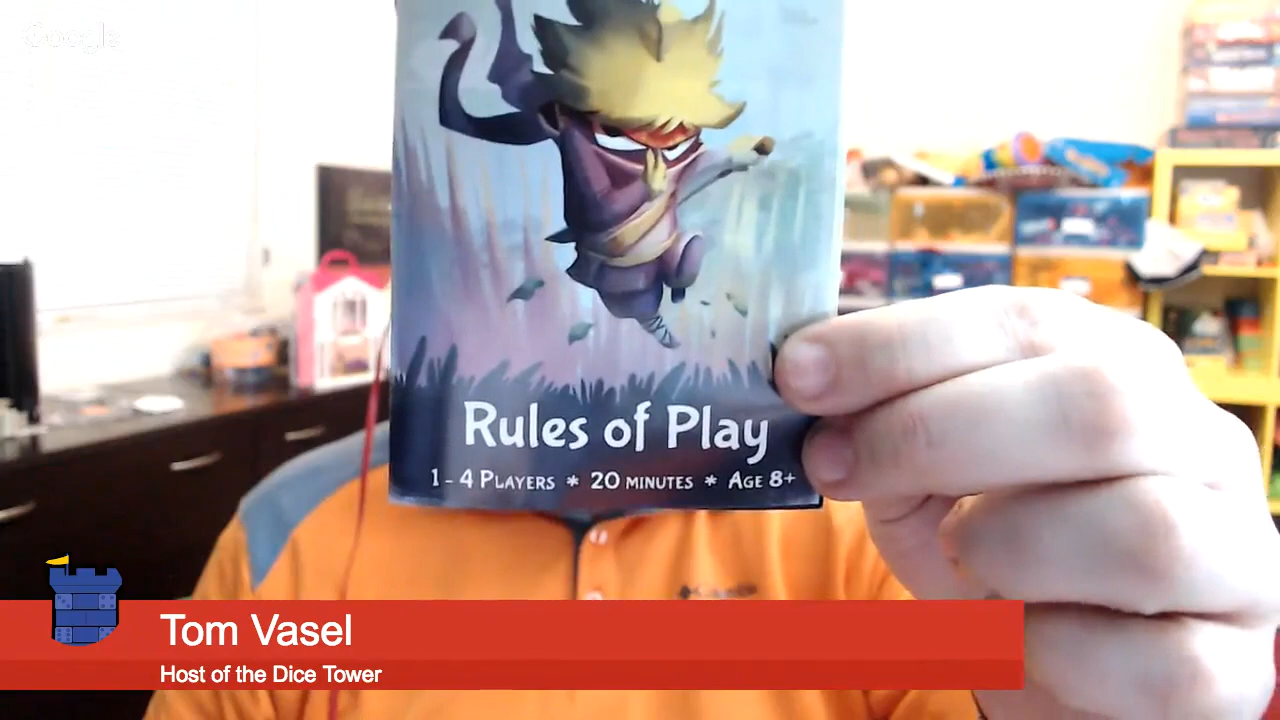 Google
Rules of Play
1 - 4 Players * 20 minutes * Age 8+
Tom Vasel
Host of the Dice Tower